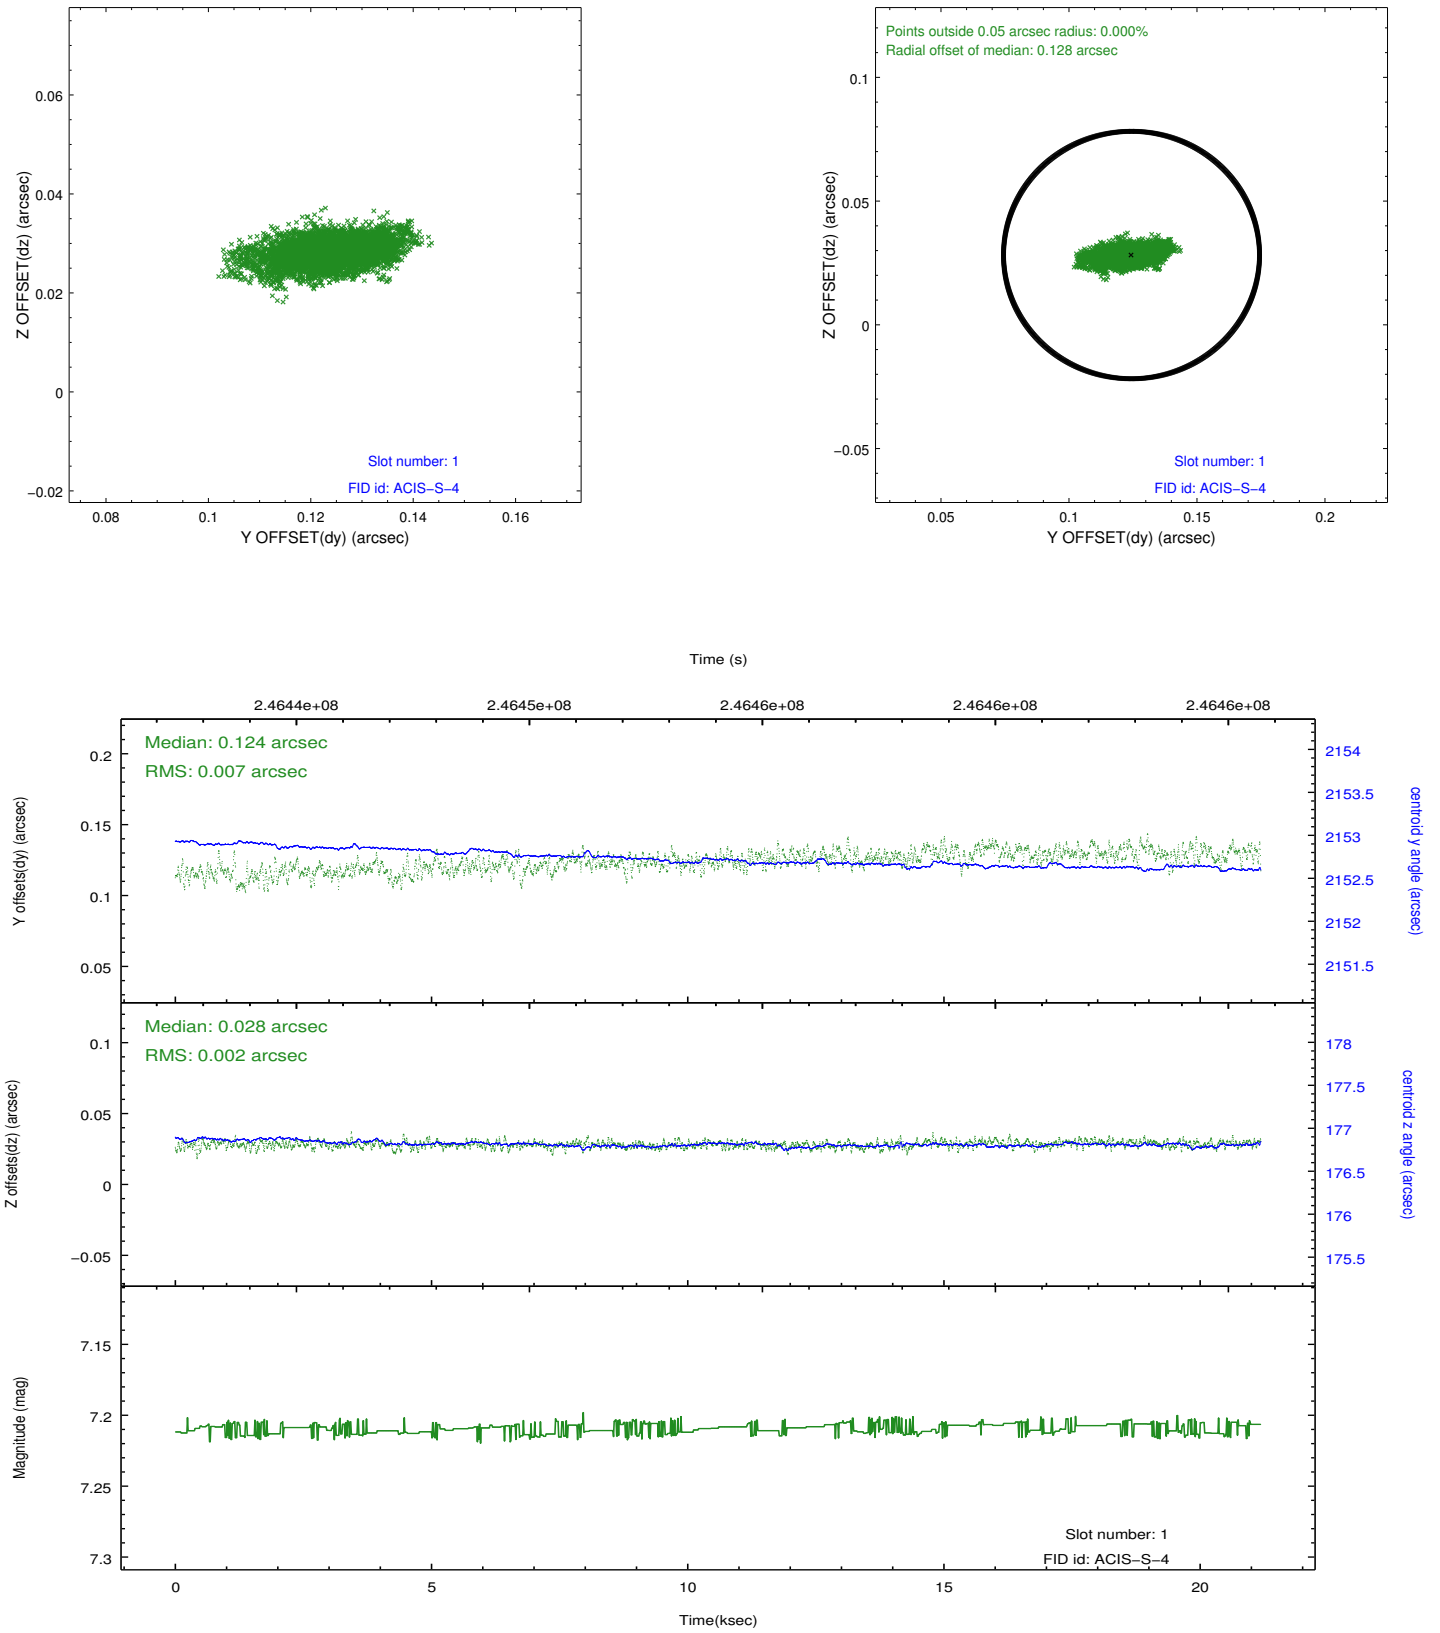 0.06
0.04
0.02
0
−0.02
0.08
0.1
0.12
0.14
0.16
Z OFFSET(dz) (arcsec)
Y OFFSET(dy) (arcsec)
Slot number: 1
FID id: ACIS−S−4
Points outside 0.05 arcsec radius: 0.000%
Radial offset of median: 0.128 arcsec
0.1
0.05
0
−0.05
0.05
0.1
0.15
0.2
Z OFFSET(dz) (arcsec)
Y OFFSET(dy) (arcsec)
Slot number: 1
FID id: ACIS−S−4
Time (s)
2.4644e+08
2.4645e+08
2.4646e+08
2.4646e+08
2.4646e+08
Median: 0.124 arcsec
RMS: 0.007 arcsec
0.2
0.15
0.1
0.05
Y offsets(dy) (arcsec)
2154
2153.5
2153
2152.5
2152
2151.5
centroid y angle (arcsec)
Median: 0.028 arcsec
RMS: 0.002 arcsec
0.1
0.05
0
−0.05
Z offsets(dz) (arcsec)
178
177.5
177
176.5
176
175.5
centroid z angle (arcsec)
7.15
7.2
7.25
7.3
Magnitude (mag)
Slot number: 1
FID id: ACIS−S−4
0
5
10
15
20
Time(ksec)